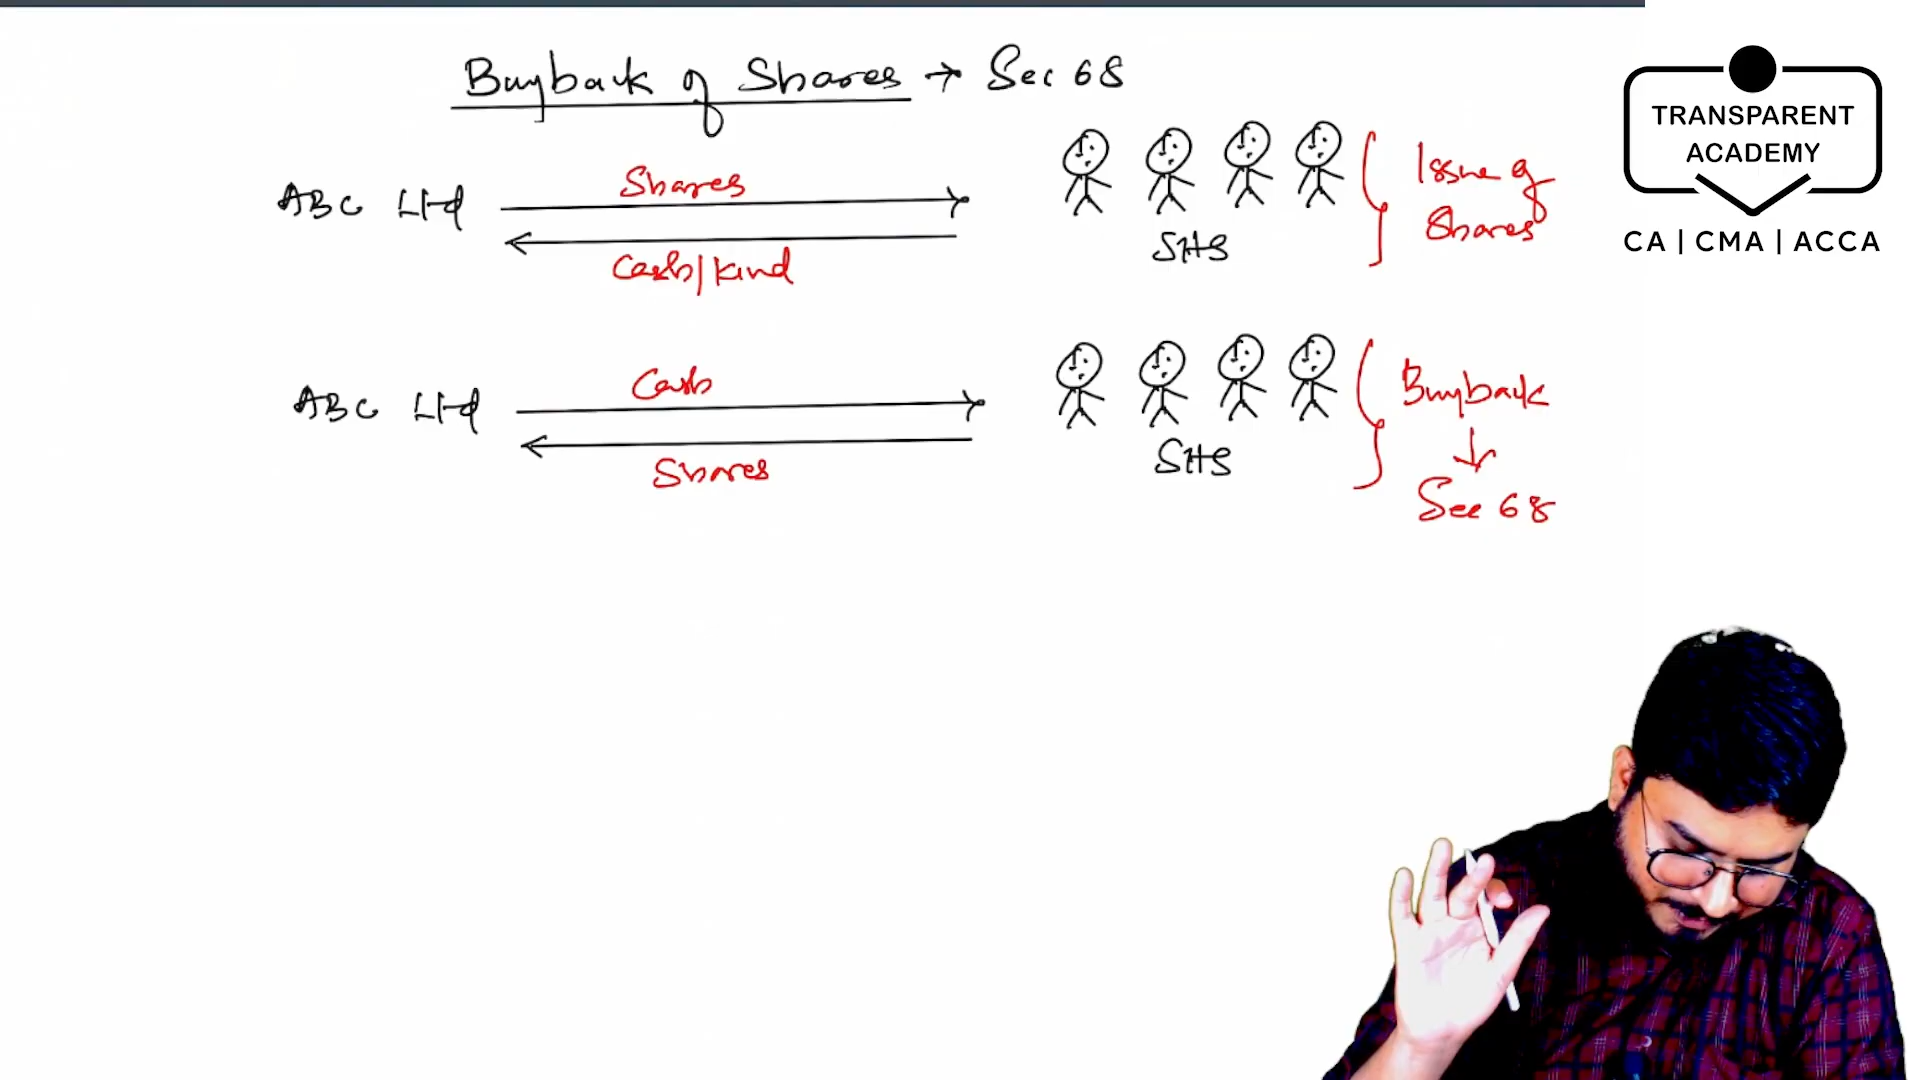 Buyback of Shares → Sec 68
TRANSPARENT
ACADEMY
CA | CMA | ACCA
ABC Ltd
Shares
Cash/Kind
SHS
Issue of
Shares
ABC Ltd
Cash
Shares
SHS
Buyback
↓
Sec 68